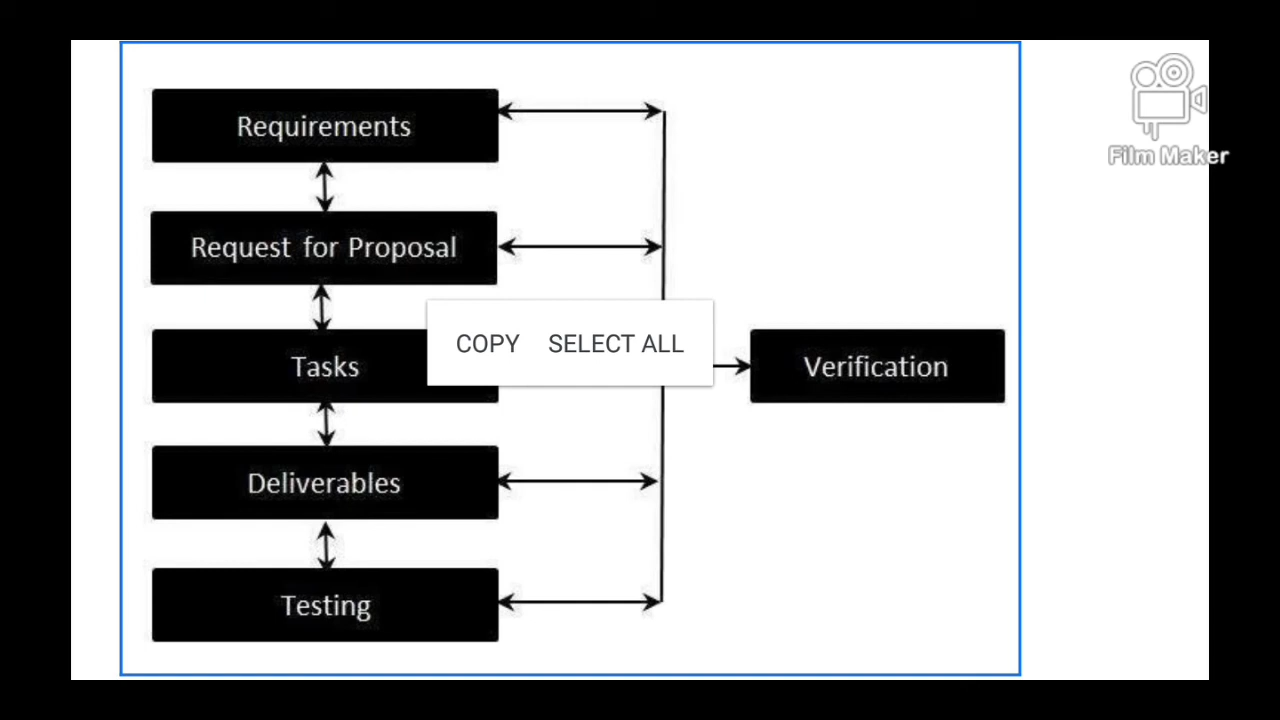 Requirements
Film Maker
Request for Proposal
COPY SELECT ALL
Tasks
Verification
Deliverables
Testing